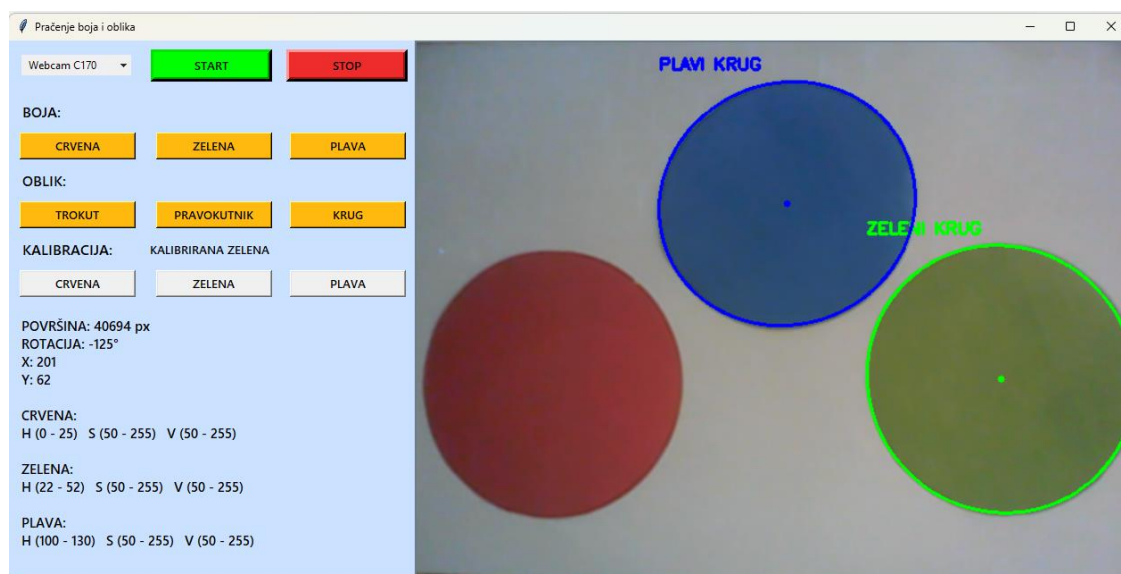 Pračenje boja i oblika
Webcam C170 START STOP
BOJA:
CRVENA ZELENA PLAVA
OBLIK:
TROKUT PRAVOKUTNIK KRUG
KALIBRACIJA: KALIBRIRANA ZELENA
CRVENA ZELENA PLAVA
POVRŠINA: 40694 px
ROTACIJA: -125°
X: 201
Y: 62
CRVENA:
H (0 - 25) S (50 - 255) V (50 - 255)
ZELENA:
H (22 - 52) S (50 - 255) V (50 - 255)
PLAVA:
H (100 - 130) S (50 - 255) V (50 - 255)
PLAVI KRUG
ZELENI KRUG